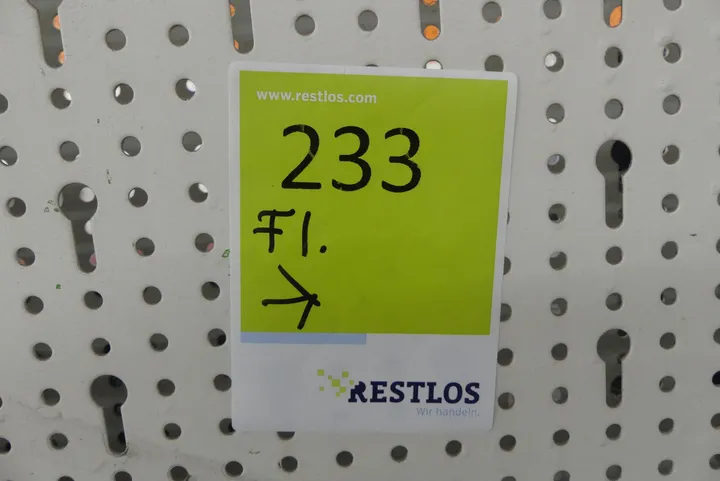 www.restlos.com
233
Fl.
→
RESTLOS
Wir handeln.